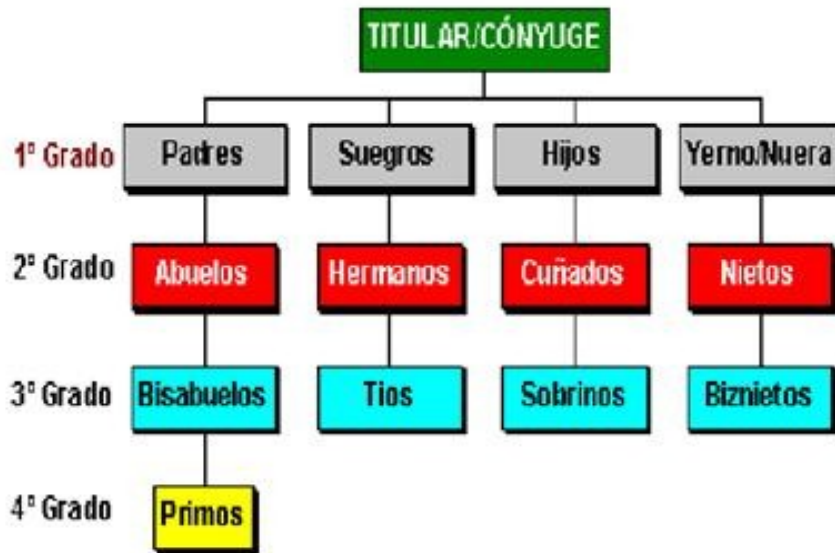 TITULAR/CÓNYUGE
1º Grado Padres Suegros Hijos Yerno/Nuera
2º Grado Abuelos Hermanos Cuñados Nietos
3º Grado Bisabuelos Tios Sobrinos Biznietos
4º Grado Primos